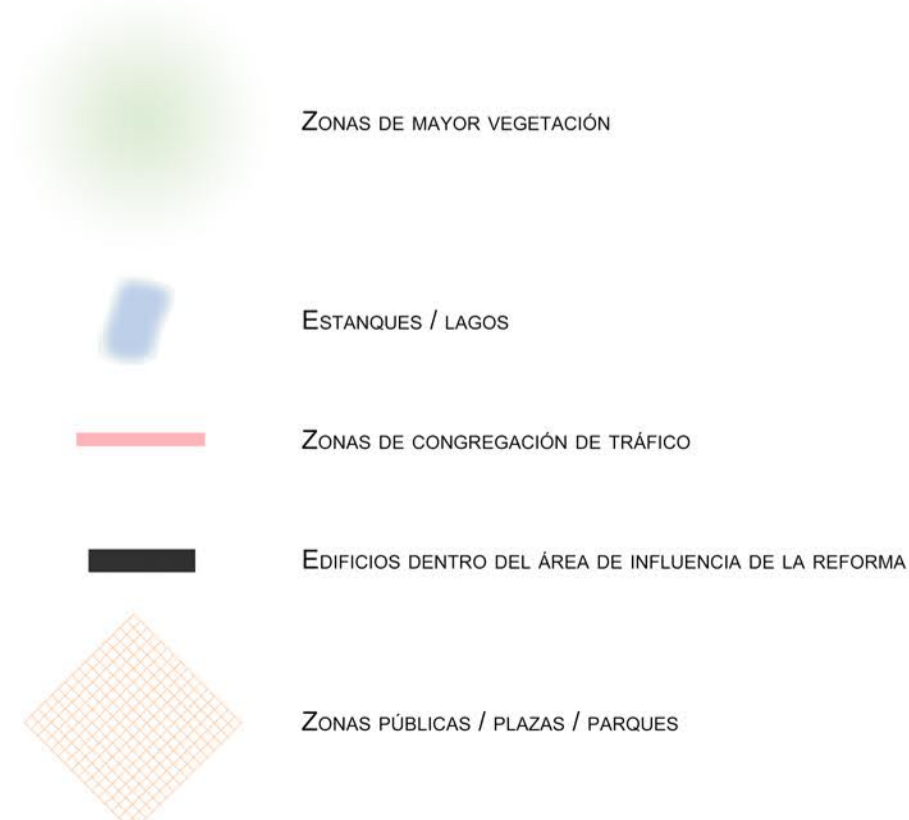 Zonas de mayor vegetación
Estanques / lagos
Zonas de congregación de tráfico
Edificios dentro del área de influencia de la reforma
Zonas públicas / plazas / parques